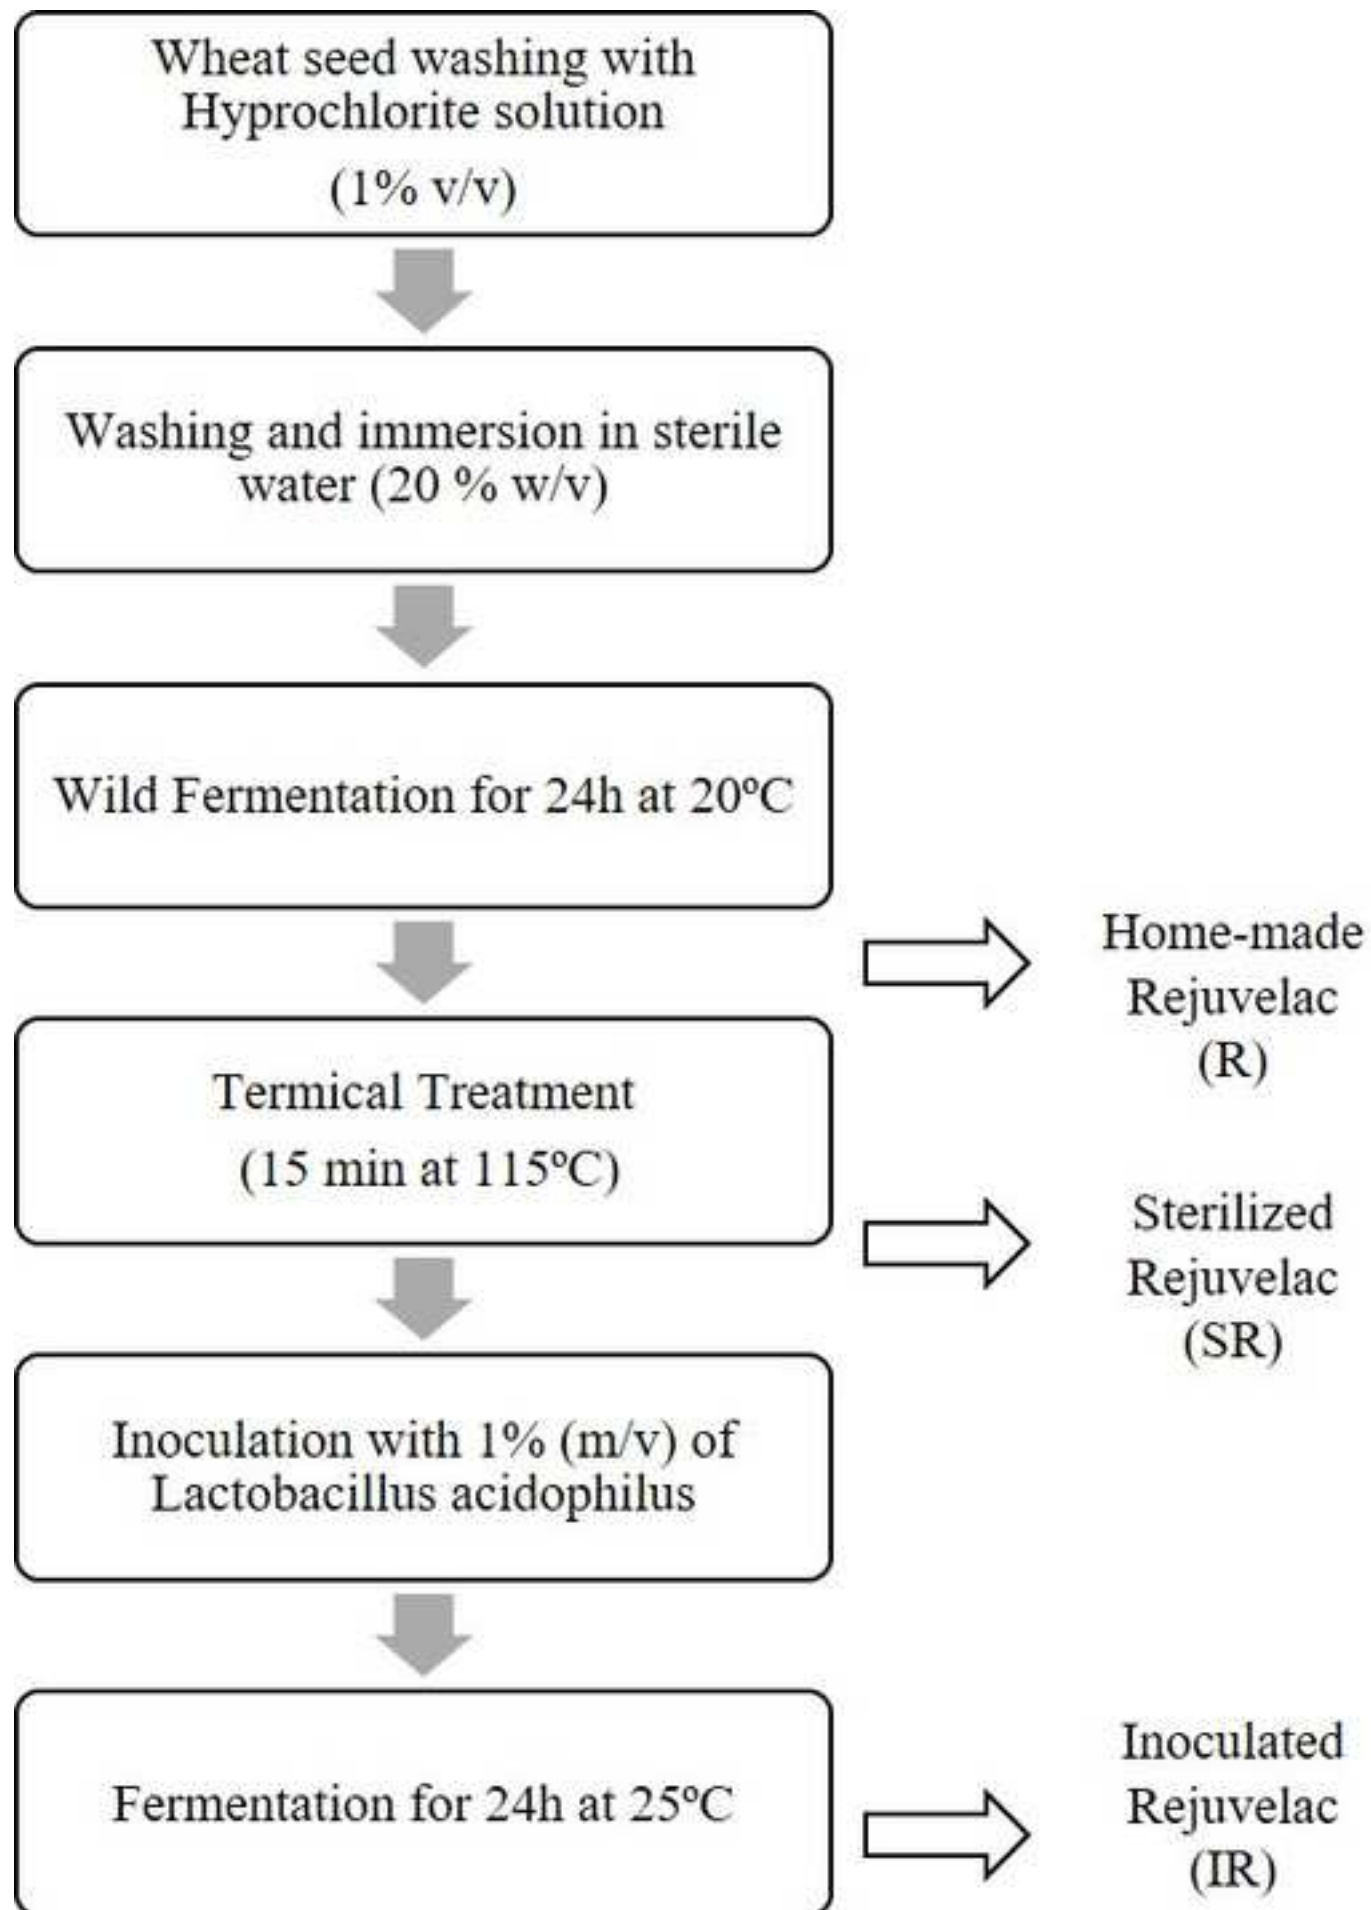 Wheat seed washing with
Hyprochlorite solution
(1% v/v)
Washing and immersion in sterile
water (20 % w/v)
Wild Fermentation for 24h at 20ºC
Home-made
Rejuvelac
(R)
Termical Treatment
(15 min at 115ºC)
Sterilized
Rejuvelac
(SR)
Inoculation with 1% (m/v) of
Lactobacillus acidophilus
Fermentation for 24h at 25ºC
Inoculated
Rejuvelac
(IR)